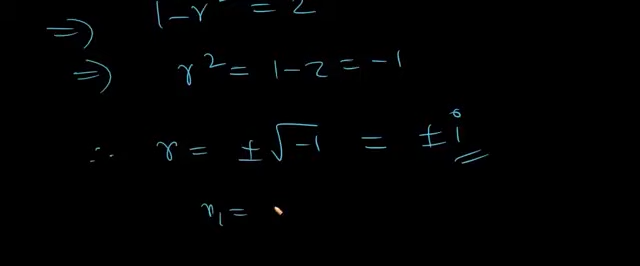 ⇒ 1-r² = 2
⇒ r² = 1-2 = -1
∴ r = ±√-1 = ±i
r₁ =